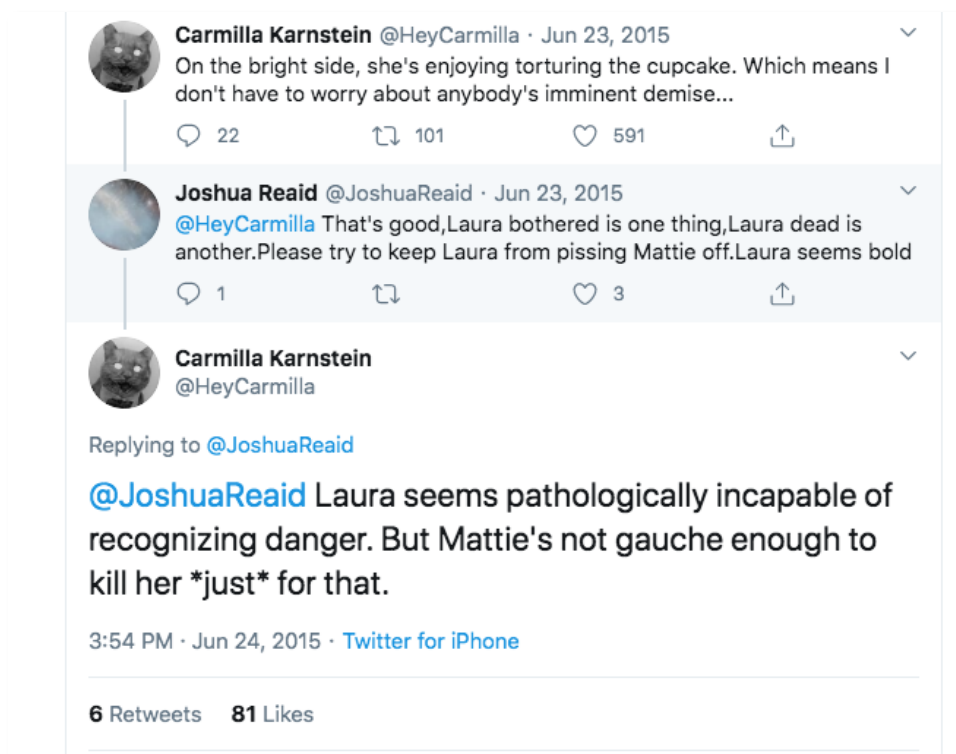 Carmilla Karnstein @HeyCarmilla · Jun 23, 2015
On the bright side, she's enjoying torturing the cupcake. Which means I
don't have to worry about anybody's imminent demise...
22 101 591
Joshua Reaid @JoshuaReaid · Jun 23, 2015
@HeyCarmilla That's good,Laura bothered is one thing,Laura dead is
another.Please try to keep Laura from pissing Mattie off.Laura seems bold
1 3
Carmilla Karnstein
@HeyCarmilla
Replying to @JoshuaReaid
@JoshuaReaid Laura seems pathologically incapable of
recognizing danger. But Mattie's not gauche enough to
kill her *just* for that.
3:54 PM · Jun 24, 2015 · Twitter for iPhone
6 Retweets 81 Likes